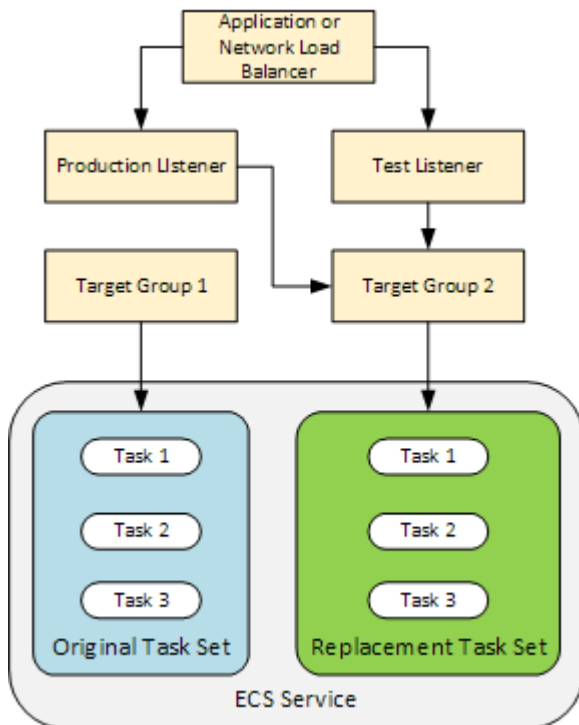 Application or
Network Load
Balancer
Production Listener
Test Listener
Target Group 1
Target Group 2
Task 1
Task 2
Task 3
Original Task Set
Task 1
Task 2
Task 3
Replacement Task Set
ECS Service